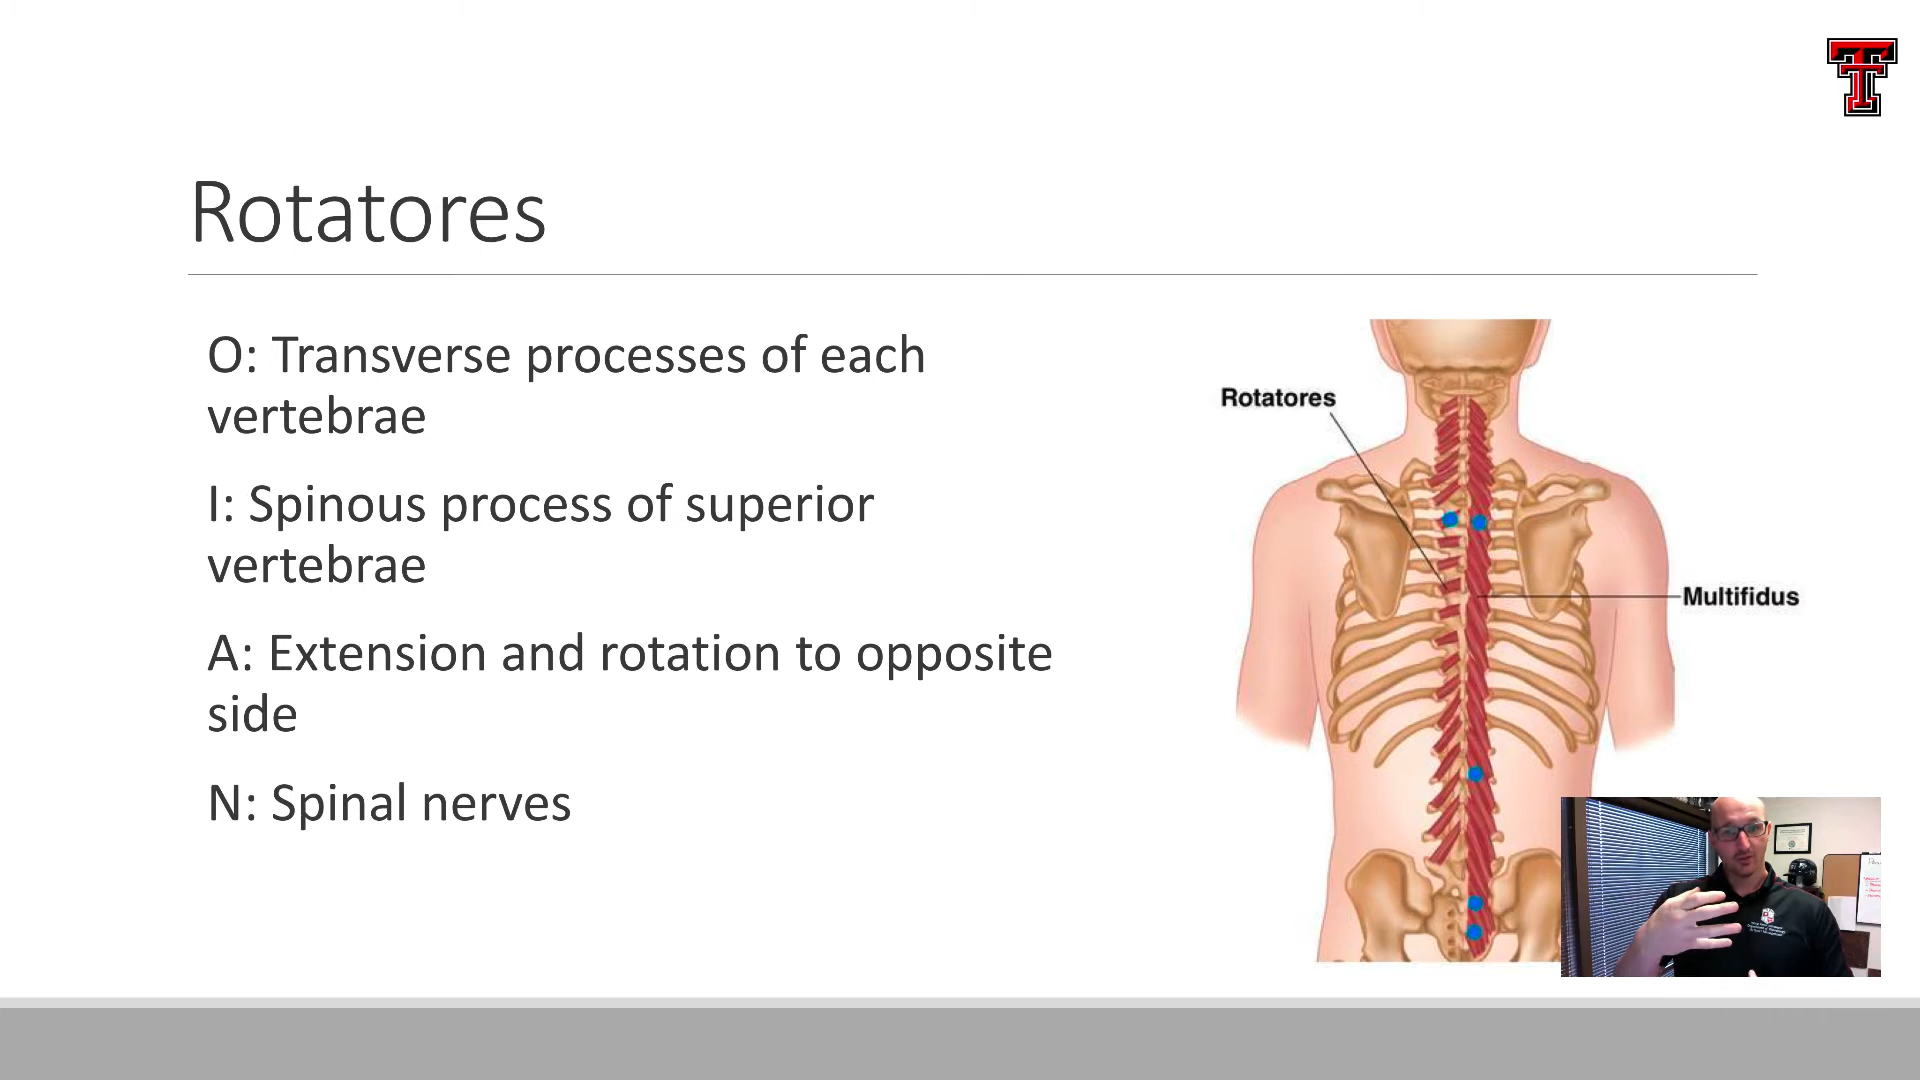 Rotatores
O: Transverse processes of each
vertebrae
I: Spinous process of superior
vertebrae
A: Extension and rotation to opposite
side
N: Spinal nerves
Rotatores
Multifidus